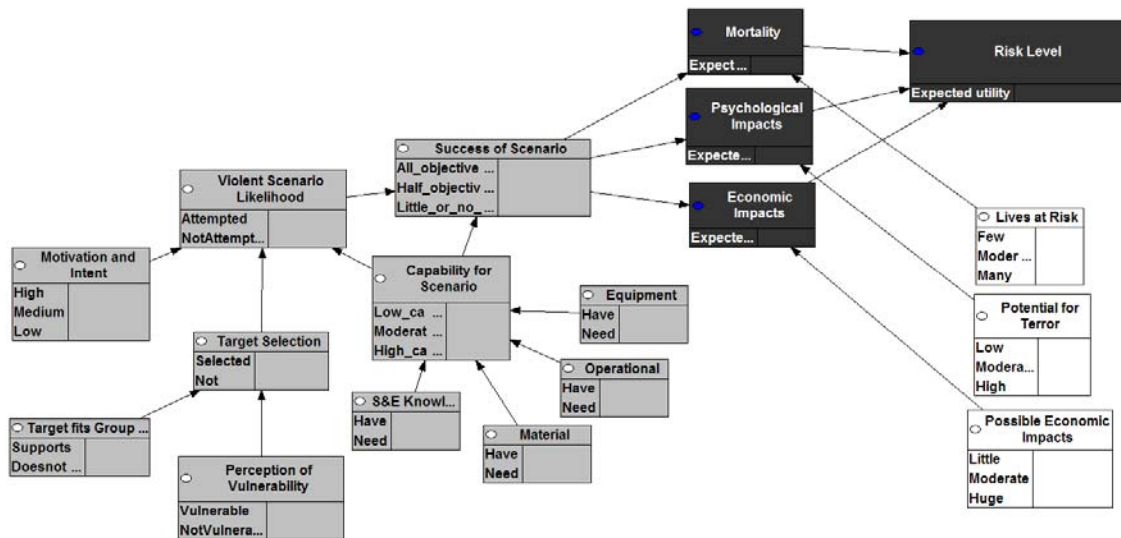 Mortality
Expect ...
Risk Level
Expected utility
Psychological
Impacts
Expecte...
Success of Scenario
All_objective ...
Half_objectiv ...
Little_or_no_ ...
Economic
Impacts
Expecte...
Violent Scenario
Likelihood
Attempted
NotAttempt...
Lives at Risk
Few
Moder ...
Many
Motivation and
Intent
High
Medium
Low
Capability for
Scenario
Low_ca ...
Moderat ...
High_ca ...
Equipment
Have
Need
Potential for
Terror
Low
Modera...
High
Target Selection
Selected
Not
Operational
Have
Need
S&E Knowl...
Have
Need
Target fits Group ...
Supports
Doesnot ...
Material
Have
Need
Possible Economic
Impacts
Little
Moderate
Huge
Perception of
Vulnerability
Vulnerable
NotVulnera...